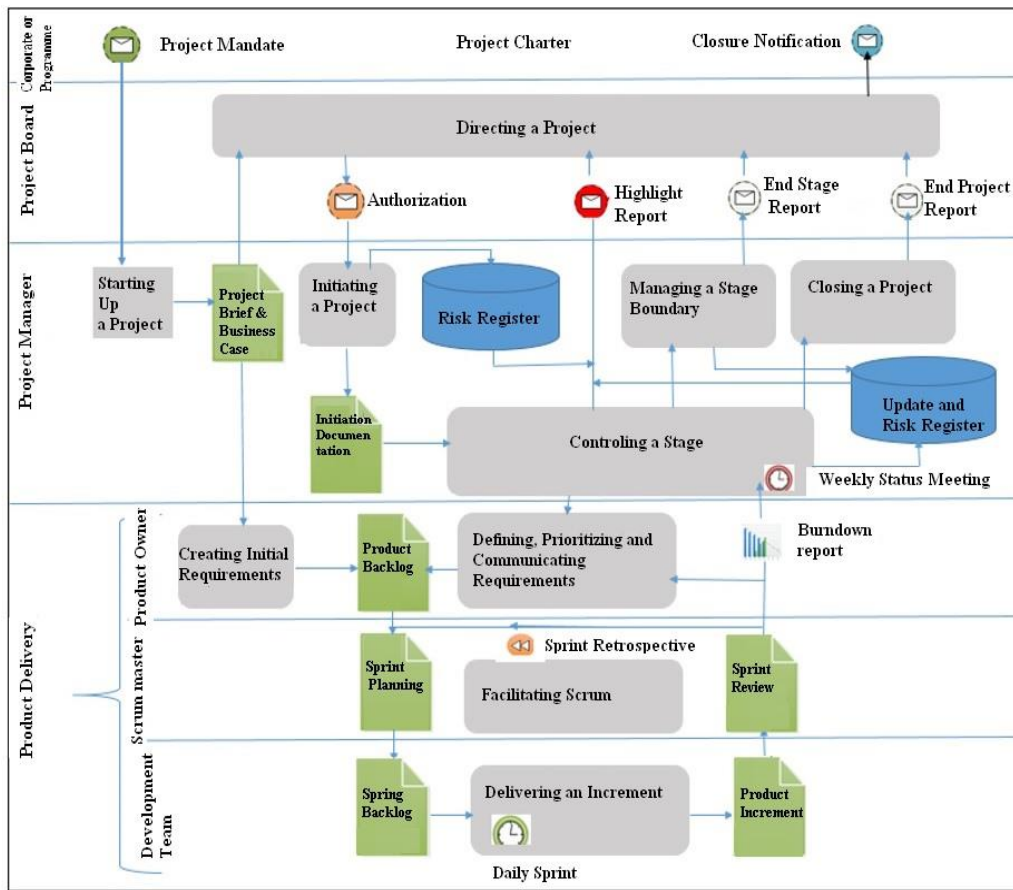 Corporate or
Programme
Project Mandate
Project Charter
Closure Notification
Project Board
Directing a Project
Authorization
Highlight
Report
End Stage
Report
End Project
Report
Project Manager
Starting
Up
a Project
Project
Brief &
Business
Case
Initiating
a Project
Risk Register
Managing a Stage
Boundary
Closing a Project
Initiation
Documen
tation
Controling a Stage
Update and
Risk Register
Weekly Status Meeting
Product Delivery
Product Owner
Creating Initial
Requirements
Product
Backlog
Defining, Prioritizing and
Communicating
Requirements
Burndown
report
Scrum master
Sprint
Planning
Sprint Retrospective
Facilitating Scrum
Sprint
Review
Development
Team
Spring
Backlog
Delivering an Increment
Product
Increment
Daily Sprint